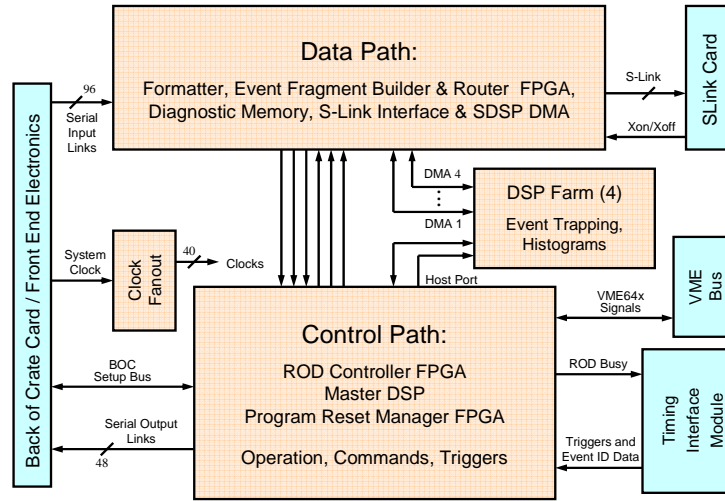 Data Path:
Formatter, Event Fragment Builder & Router FPGA,
Diagnostic Memory, S-Link Interface & SDSP DMA
96
Serial
Input
Links
S-Link
Xon/Xoff
SLink Card
Back of Crate Card / Front End Electronics
DMA 4
DMA 1
DSP Farm (4)
Event Trapping,
Histograms
System
Clock
Clock
Fanout
40
Clocks
Host Port
VME64x
Signals
VME
Bus
Control Path:
ROD Controller FPGA
Master DSP
Program Reset Manager FPGA
Operation, Commands, Triggers
BOC
Setup Bus
Serial Output
Links
48
ROD Busy
Triggers and
Event ID Data
Timing
Interface
Module